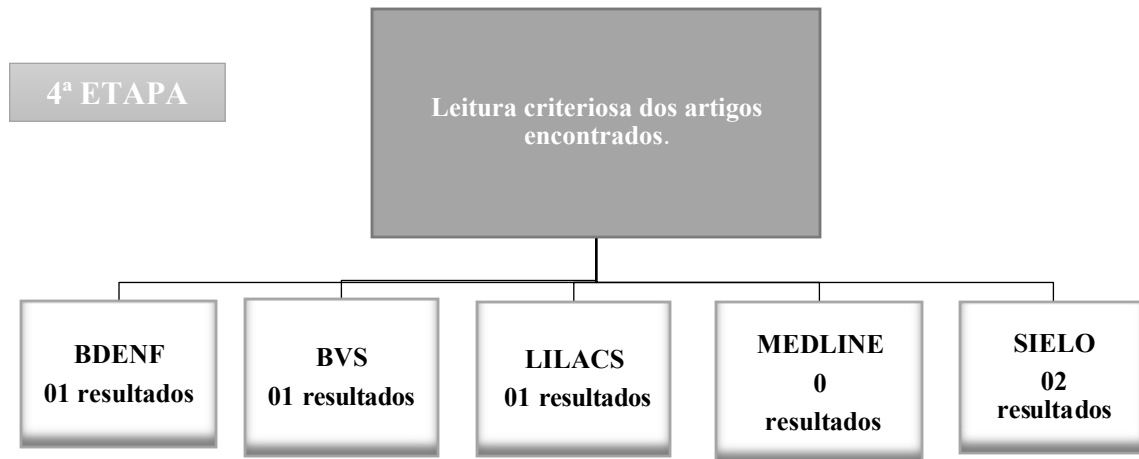 4ª ETAPA
Leitura criteriosa dos artigos
encontrados.
BDENF
01 resultados
BVS
01 resultados
LILACS
01 resultados
MEDLINE
0
resultados
SIELO
02
resultados